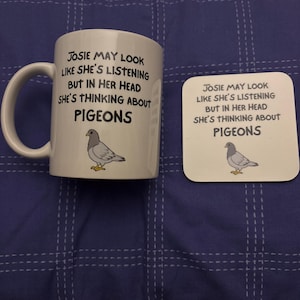 JOSIE MAY LOOK
LIKE SHE'S LISTENING
BUT IN HER HEAD
SHE'S THINKING ABOUT
PIGEONS
JOSIE MAY LOOK
LIKE SHE'S LISTENING
BUT IN HER HEAD
SHE'S THINKING ABOUT
PIGEONS